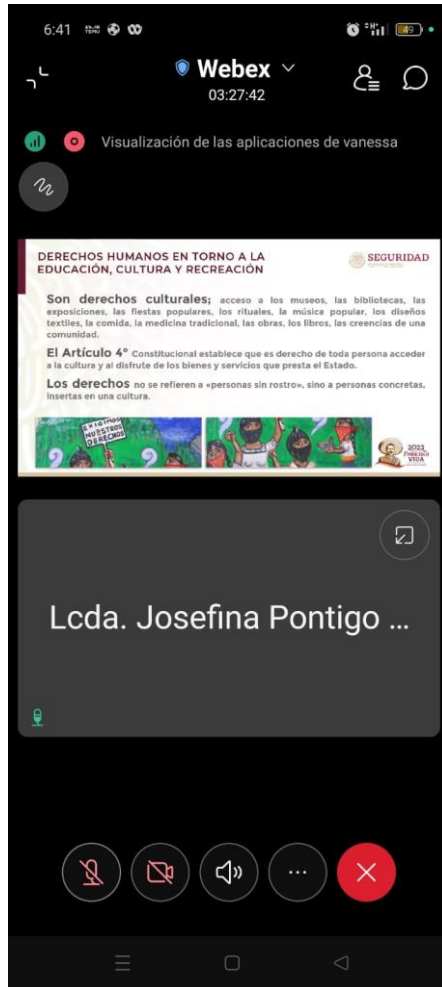 6:41
49
Webex
03:27:42
Visualización de las aplicaciones de vanessa
DERECHOS HUMANOS EN TORNO A LA
EDUCACIÓN, CULTURA Y RECREACIÓN
SEGURIDAD
Son derechos culturales; acceso a los museos, las bibliotecas, las
exposiciones, las fiestas populares, los rituales, la música popular, los diseños
textiles, la comida, la medicina tradicional, las obras, los libros, las creencias de una
comunidad.
El Artículo 4° Constitucional establece que es derecho de toda persona acceder
a la cultura y al disfrute de los bienes y servicios que presta el Estado.
Los derechos no se refieren a «personas sin rostro», sino a personas concretas,
insertas en una cultura.
EXIGIMOS
NUESTROS
DERECHOS
2023
Francisco
VILLA
Lcda. Josefina Pontigo ...